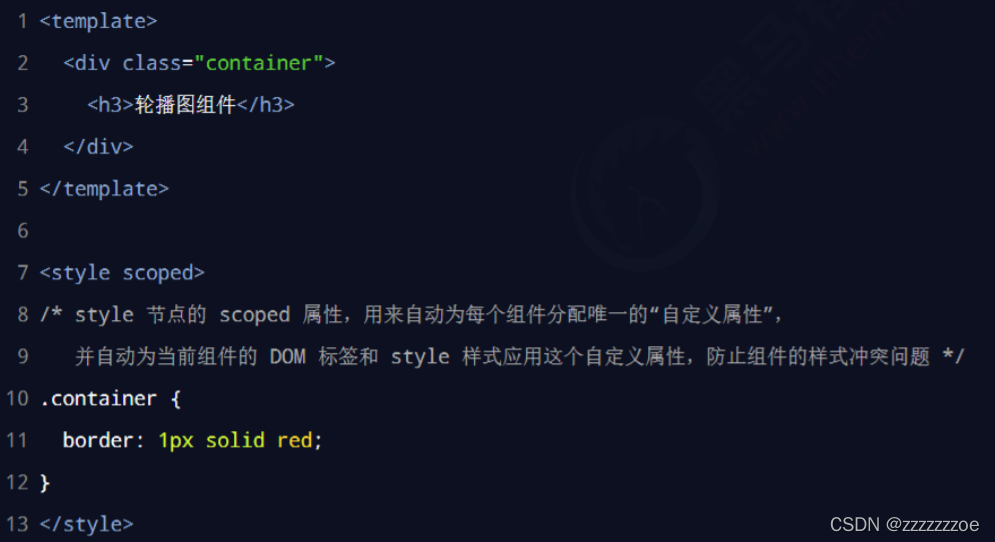 1 <template>
2   <div class="container">
3     <h3>轮播图组件</h3>
4   </div>
5 </template>
6
7 <style scoped>
8 /* style 节点的 scoped 属性，用来自动为每个组件分配唯一的“自定义属性”，
9    并自动为当前组件的 DOM 标签和 style 样式应用这个自定义属性，防止组件的样式冲突问题 */
10 .container {
11   border: 1px solid red;
12 }
13 </style>
CSDN @zzzzzzzoe